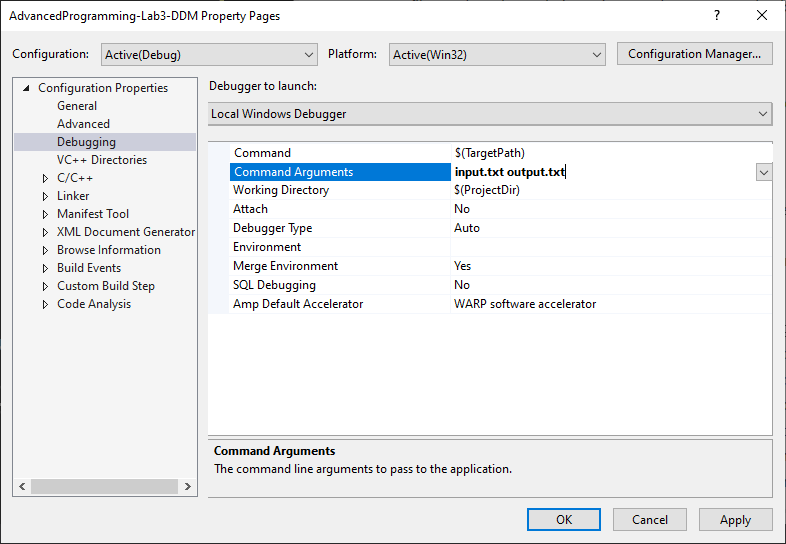 AdvancedProgramming-Lab3-DDM Property Pages
Configuration: Active(Debug) Platform: Active(Win32) Configuration Manager...
Configuration Properties
General
Advanced
Debugging
VC++ Directories
C/C++
Linker
Manifest Tool
XML Document Generator
Browse Information
Build Events
Custom Build Step
Code Analysis
Debugger to launch:
Local Windows Debugger
Command $(TargetPath)
Command Arguments input.txt output.txt
Working Directory $(ProjectDir)
Attach No
Debugger Type Auto
Environment
Merge Environment Yes
SQL Debugging No
Amp Default Accelerator WARP software accelerator
Command Arguments
The command line arguments to pass to the application.
OK Cancel Apply